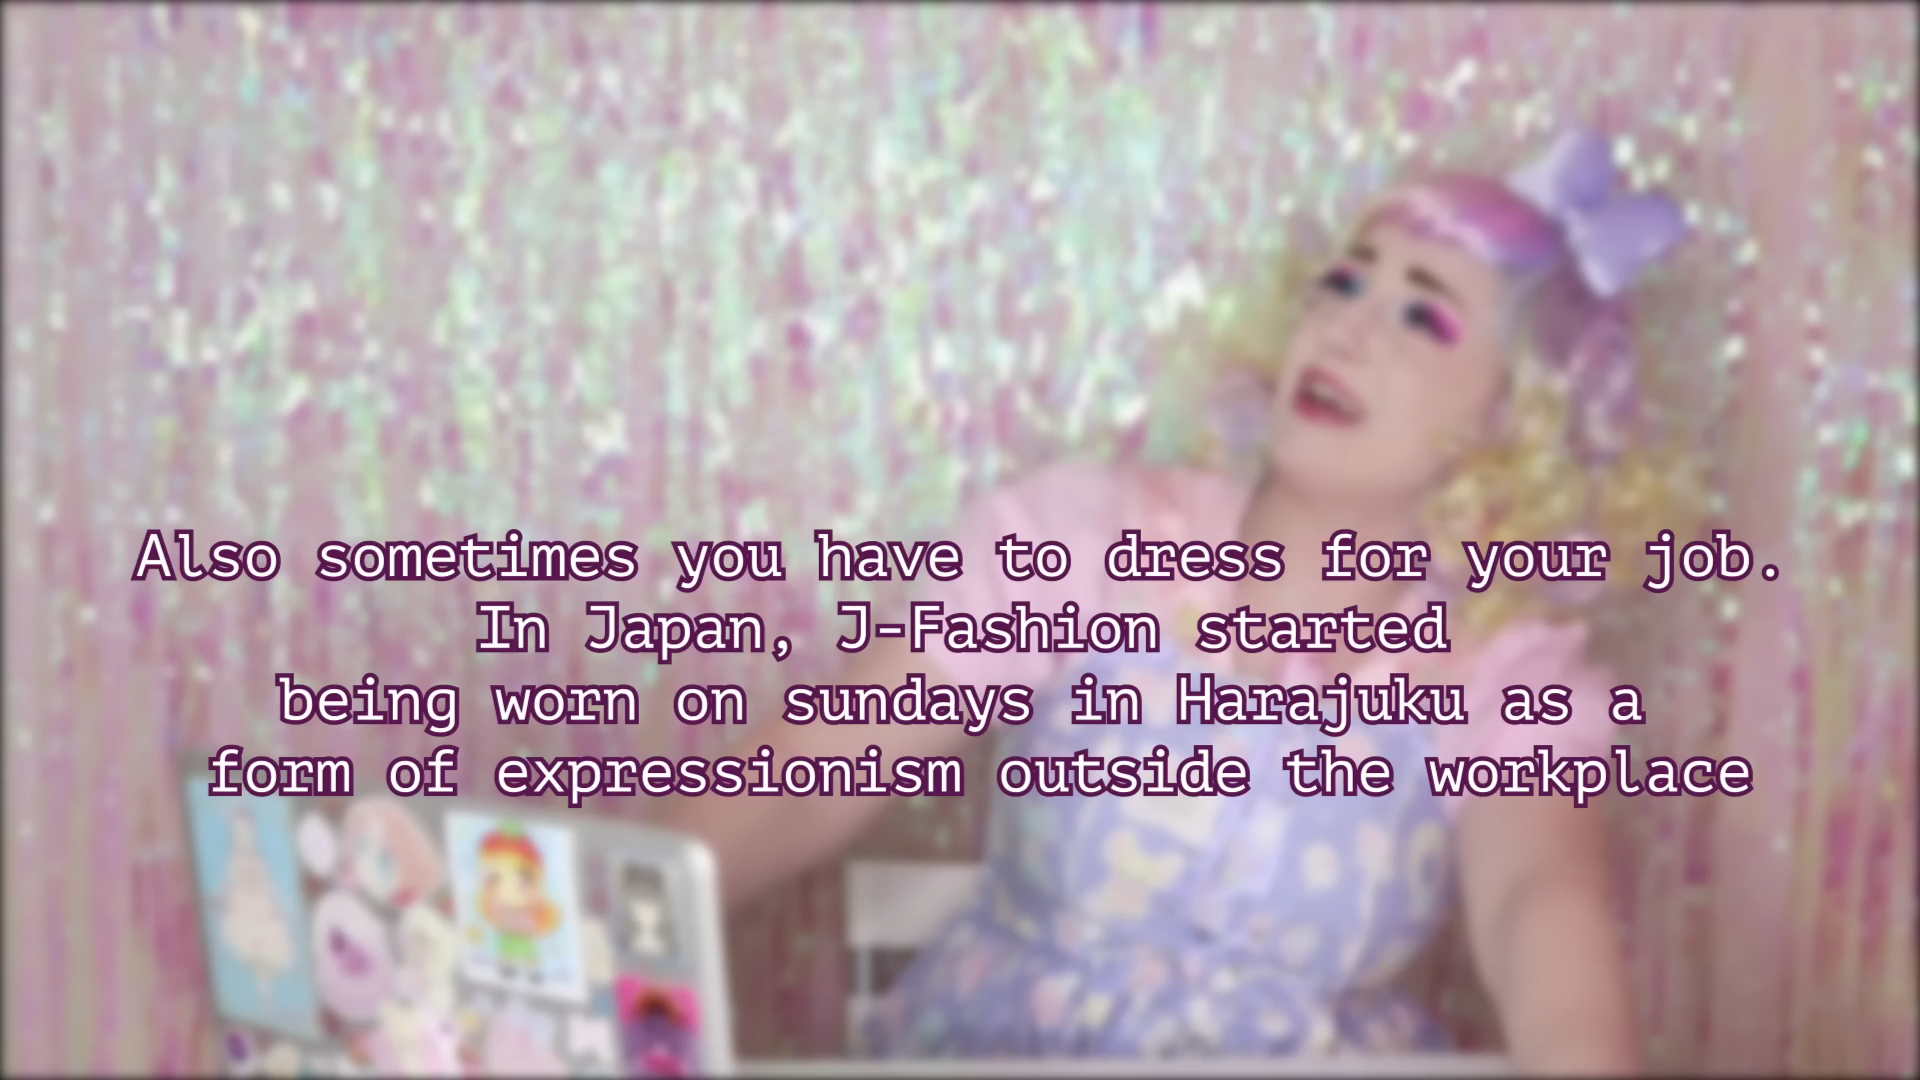 Also sometimes you have to dress for your job.
In Japan, J-Fashion started
being worn on sundays in Harajuku as a
form of expressionism outside the workplace